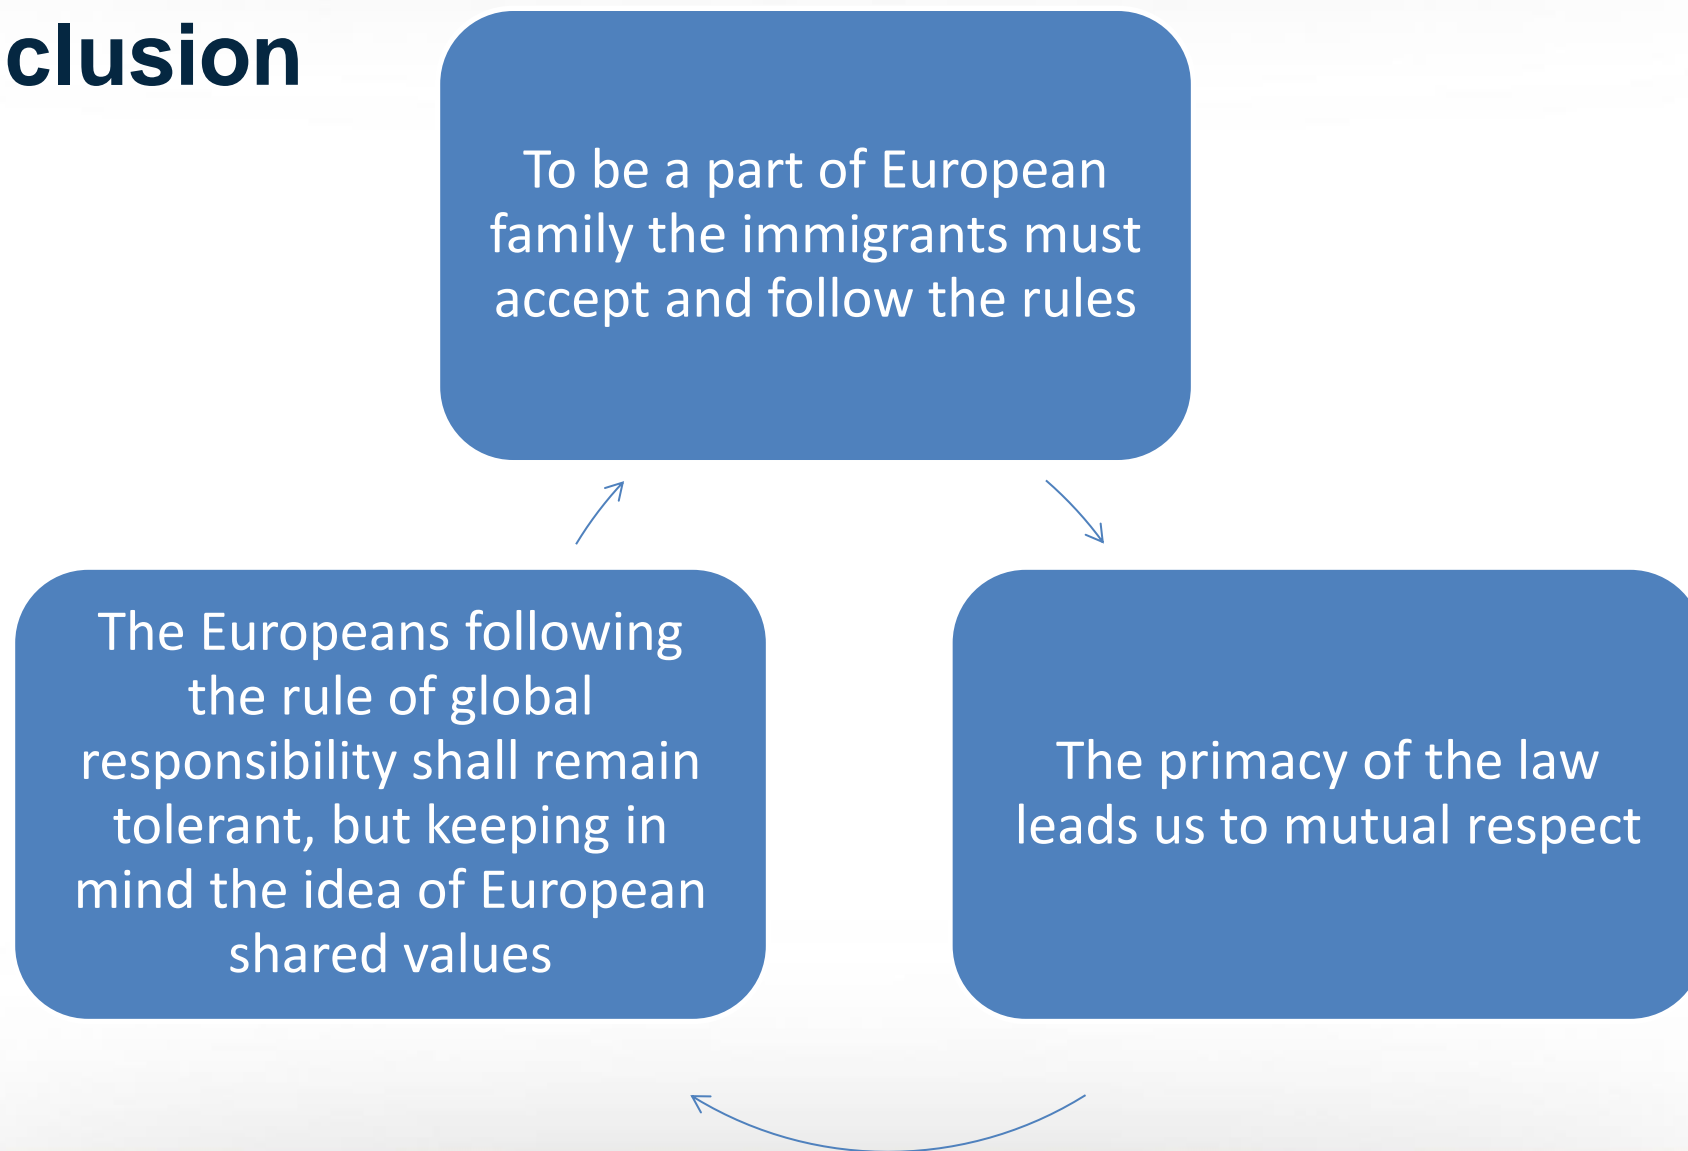 clusion
To be a part of European
family the immigrants must
accept and follow the rules
The primacy of the law
leads us to mutual respect
The Europeans following
the rule of global
responsibility shall remain
tolerant, but keeping in
mind the idea of European
shared values